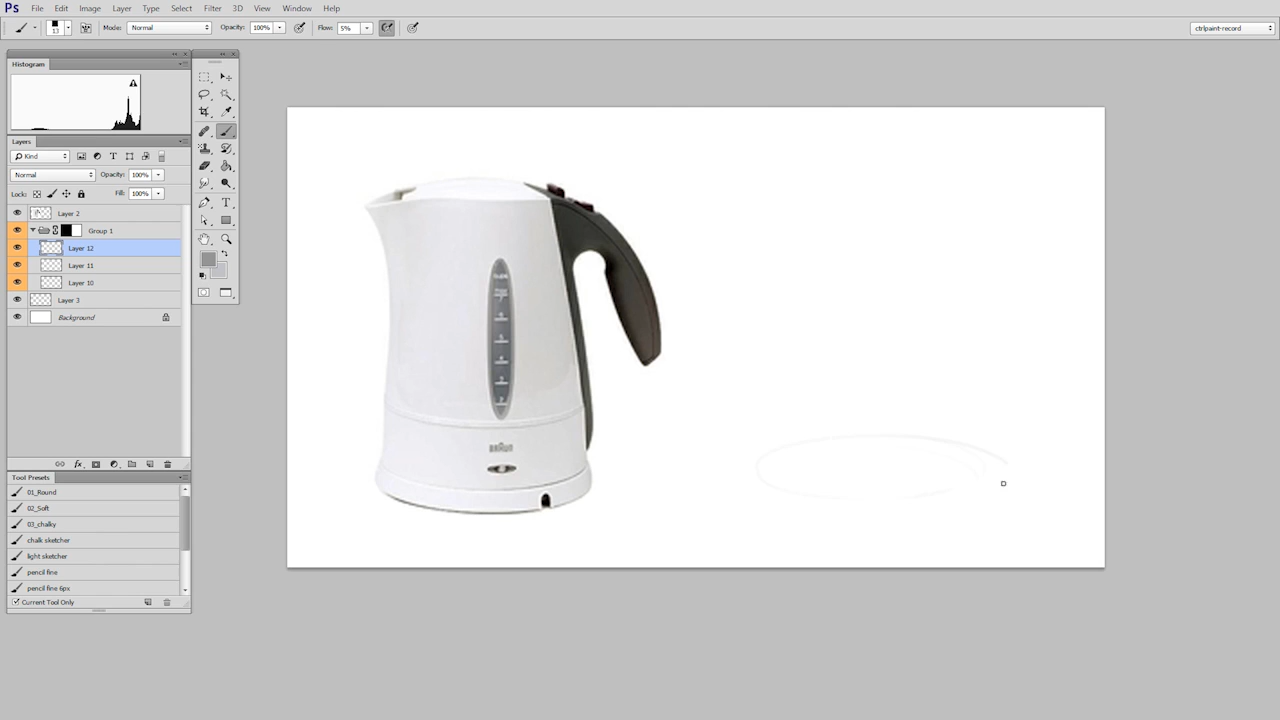 Ps File Edit Image Layer Type Select Filter 3D View Window Help
13 Mode: Normal Opacity: 100% Flow: 5% ctrlpaint-record
Histogram
Layers
Kind
Normal Opacity: 100%
Lock: Fill: 100%
Layer 2
Group 1
Layer 12
Layer 11
Layer 10
Layer 3
Background
fx
Tool Presets
01_Round
02_Soft
03_chalky
chalk sketcher
light sketcher
pencil fine
pencil fine 6px
Current Tool Only
BRAUN